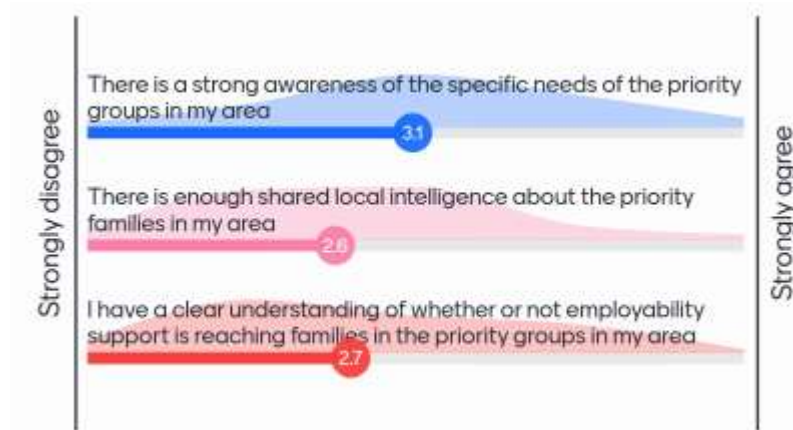 Strongly disagree
There is a strong awareness of the specific needs of the priority
groups in my area
3.1
There is enough shared local intelligence about the priority
families in my area
2.6
I have a clear understanding of whether or not employability
support is reaching families in the priority groups in my area
2.7
Strongly agree